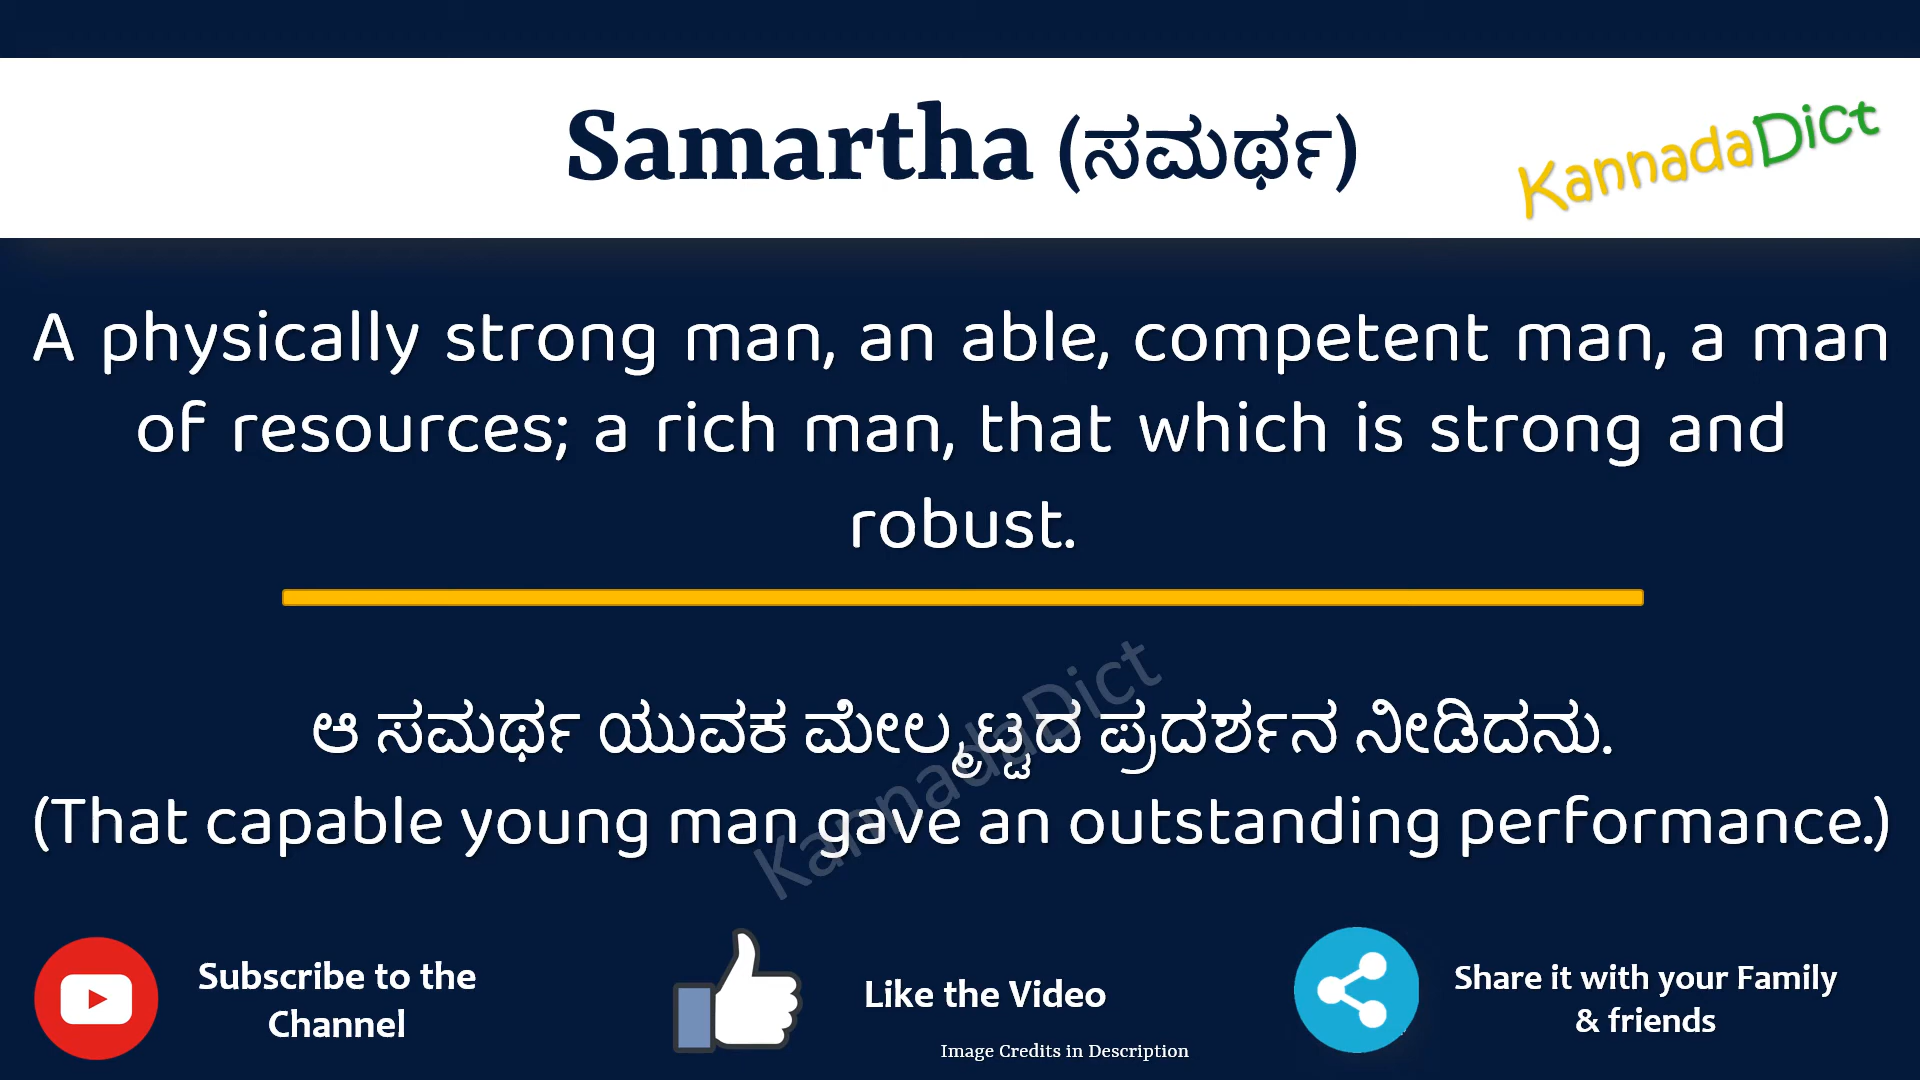 Samartha (ಸಮರ್ಥ)
KannadaDict
A physically strong man, an able, competent man, a man
of resources; a rich man, that which is strong and
robust.
ಆ ಸಮರ್ಥ ಯುವಕ ಮೇಲ್ಮಟ್ಟದ ಪ್ರದರ್ಶನ ನೀಡಿದನು.
(That capable young man gave an outstanding performance.)
KannadaDict
Subscribe to the
Channel
Like the Video
Share it with your Family
& friends
Image Credits in Description